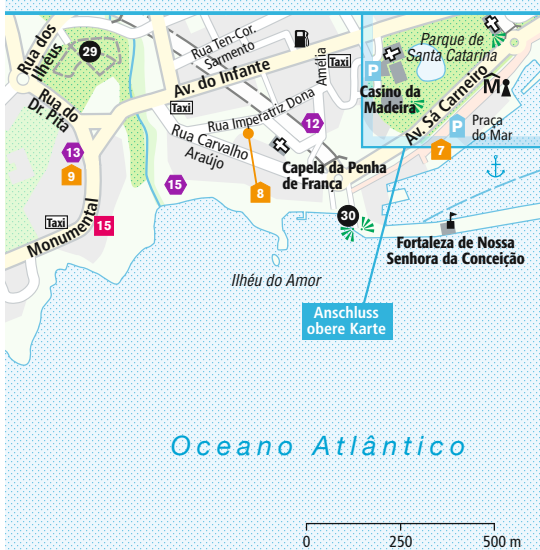 Rua dos
Ilhéus
29
Rua Ten-Cor.
Sarmento
Parque de
Santa Catarina
Av. do Infante
Amélia
Taxi
P
Casino da
Madeira
Av. Sá Carneiro
M
Rua do
Dr. Pita
Taxi
Rua Imperatriz Dona
12
P
Praça
do Mar
Rua Carvalho
Araújo
7
13
9
15
Capela da Penha
de França
8
Taxi
15
30
Monumental
Fortaleza de Nossa
Senhora da Conceição
Ilhéu do Amor
Anschluss
obere Karte
Oceano Atlântico
0 250 500 m